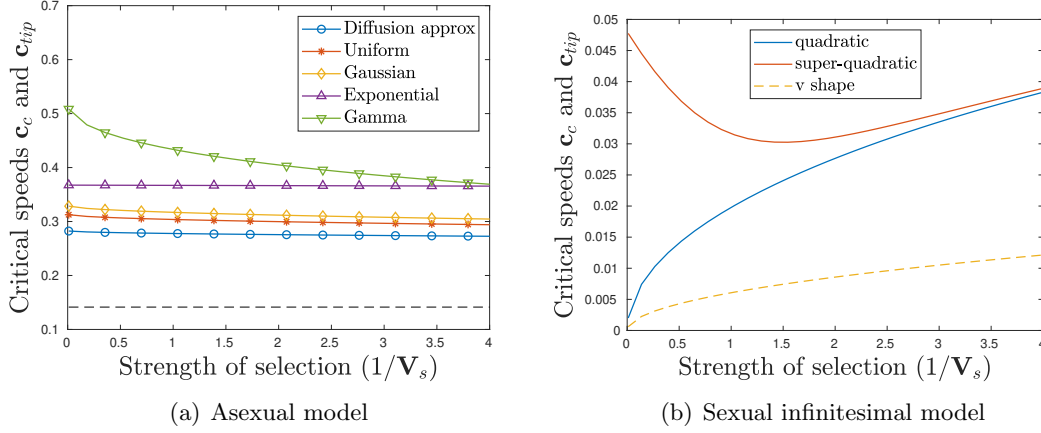 Critical speeds c_c and c_tip
0.7
0.6
0.5
0.4
0.3
0.2
0.1
Diffusion approx
Uniform
Gaussian
Exponential
Gamma
0 0.5 1 1.5 2 2.5 3 3.5 4
Strength of selection (1/V_s)
(a) Asexual model
Critical speeds c_c and c_tip
0.05
0.045
0.04
0.035
0.03
0.025
0.02
0.015
0.01
0.005
0
quadratic
super-quadratic
v shape
0 0.5 1 1.5 2 2.5 3 3.5 4
Strength of selection (1/V_s)
(b) Sexual infinitesimal model